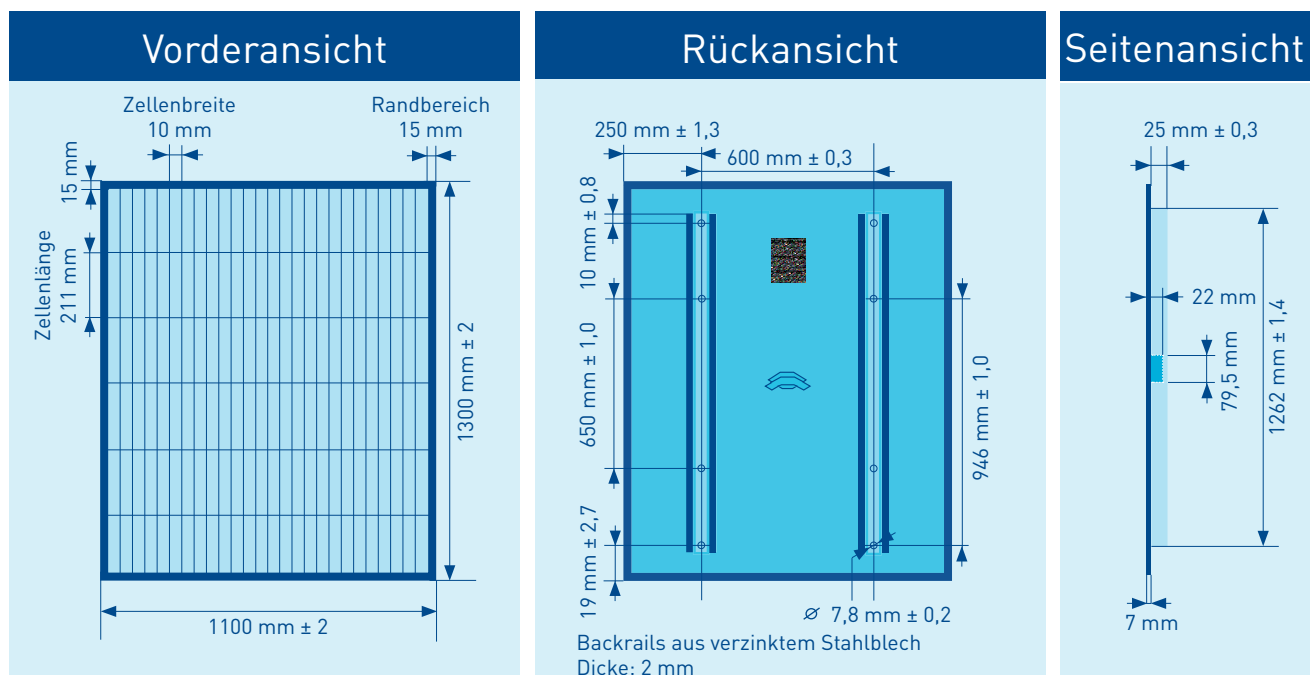 Vorderansicht
Zellenbreite
10 mm
Randbereich
15 mm
15 mm
Zellenlänge
211 mm
1300 mm ± 2
1100 mm ± 2
Rückansicht
250 mm ± 1,3
600 mm ± 0,3
10 mm ± 0,8
650 mm ± 1,0
946 mm ± 1,0
19 mm ± 2,7
⌀ 7,8 mm ± 0,2
Backrails aus verzinktem Stahlblech
Dicke: 2 mm
Seitenansicht
25 mm ± 0,3
22 mm
79,5 mm
1262 mm ± 1,4
7 mm